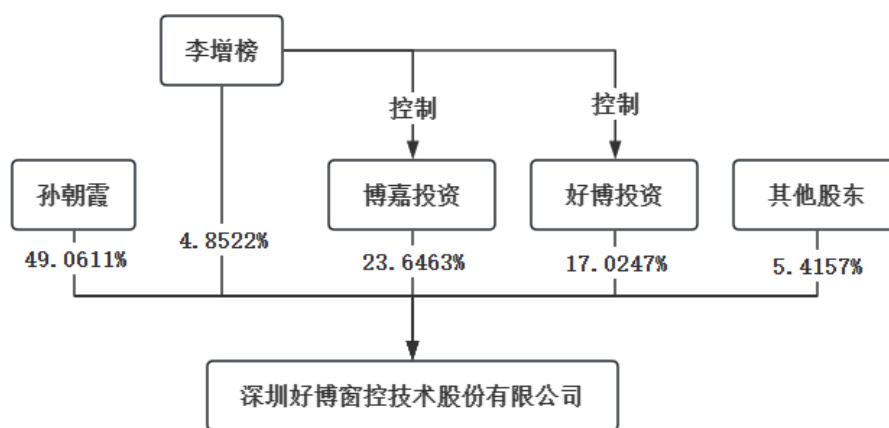 李增榜
控制
控制
孙朝霞
博嘉投资
好博投资
其他股东
49.0611%
4.8522%
23.6463%
17.0247%
5.4157%
深圳好博窗控技术股份有限公司